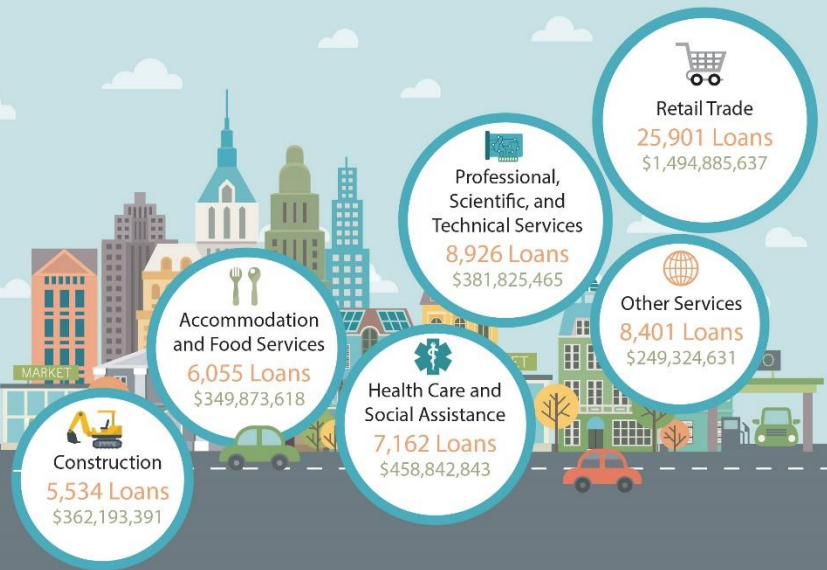 Retail Trade
25,901 Loans
$1,494,885,637
Professional,
Scientific, and
Technical Services
8,926 Loans
$381,825,465
Other Services
8,401 Loans
$249,324,631
Accommodation
and Food Services
6,055 Loans
$349,873,618
Health Care and
Social Assistance
7,162 Loans
$458,842,843
Construction
5,534 Loans
$362,193,391
MARKET